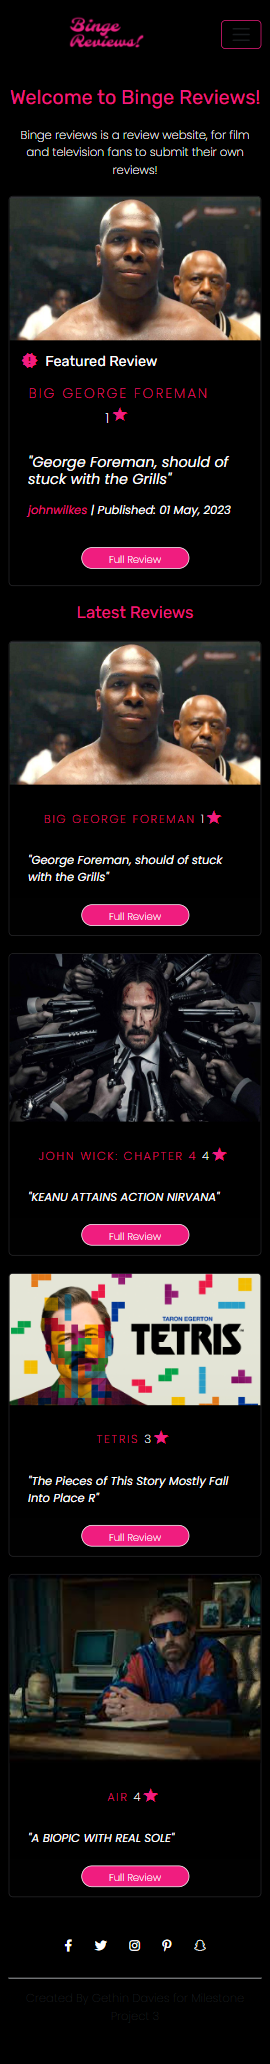 Binge
Reviews!
Welcome to Binge Reviews!
Binge reviews is a review website, for film
and television fans to submit their own
reviews!
Featured Review
BIG GEORGE FOREMAN
1
"George Foreman, should of
stuck with the Grills"
johnwilkes | Published: 01 May, 2023
Full Review
Latest Reviews
BIG GEORGE FOREMAN 1
"George Foreman, should of stuck
with the Grills"
Full Review
JOHN WICK: CHAPTER 4 4
"KEANU ATTAINS ACTION NIRVANA"
Full Review
TARON EGERTON
TETRIS
TETRIS 3
"The Pieces of This Story Mostly Fall
Into Place R"
Full Review
AIR 4
"A BIOPIC WITH REAL SOLE"
Full Review
Created By Gethin Davies for Milestone
Project 3